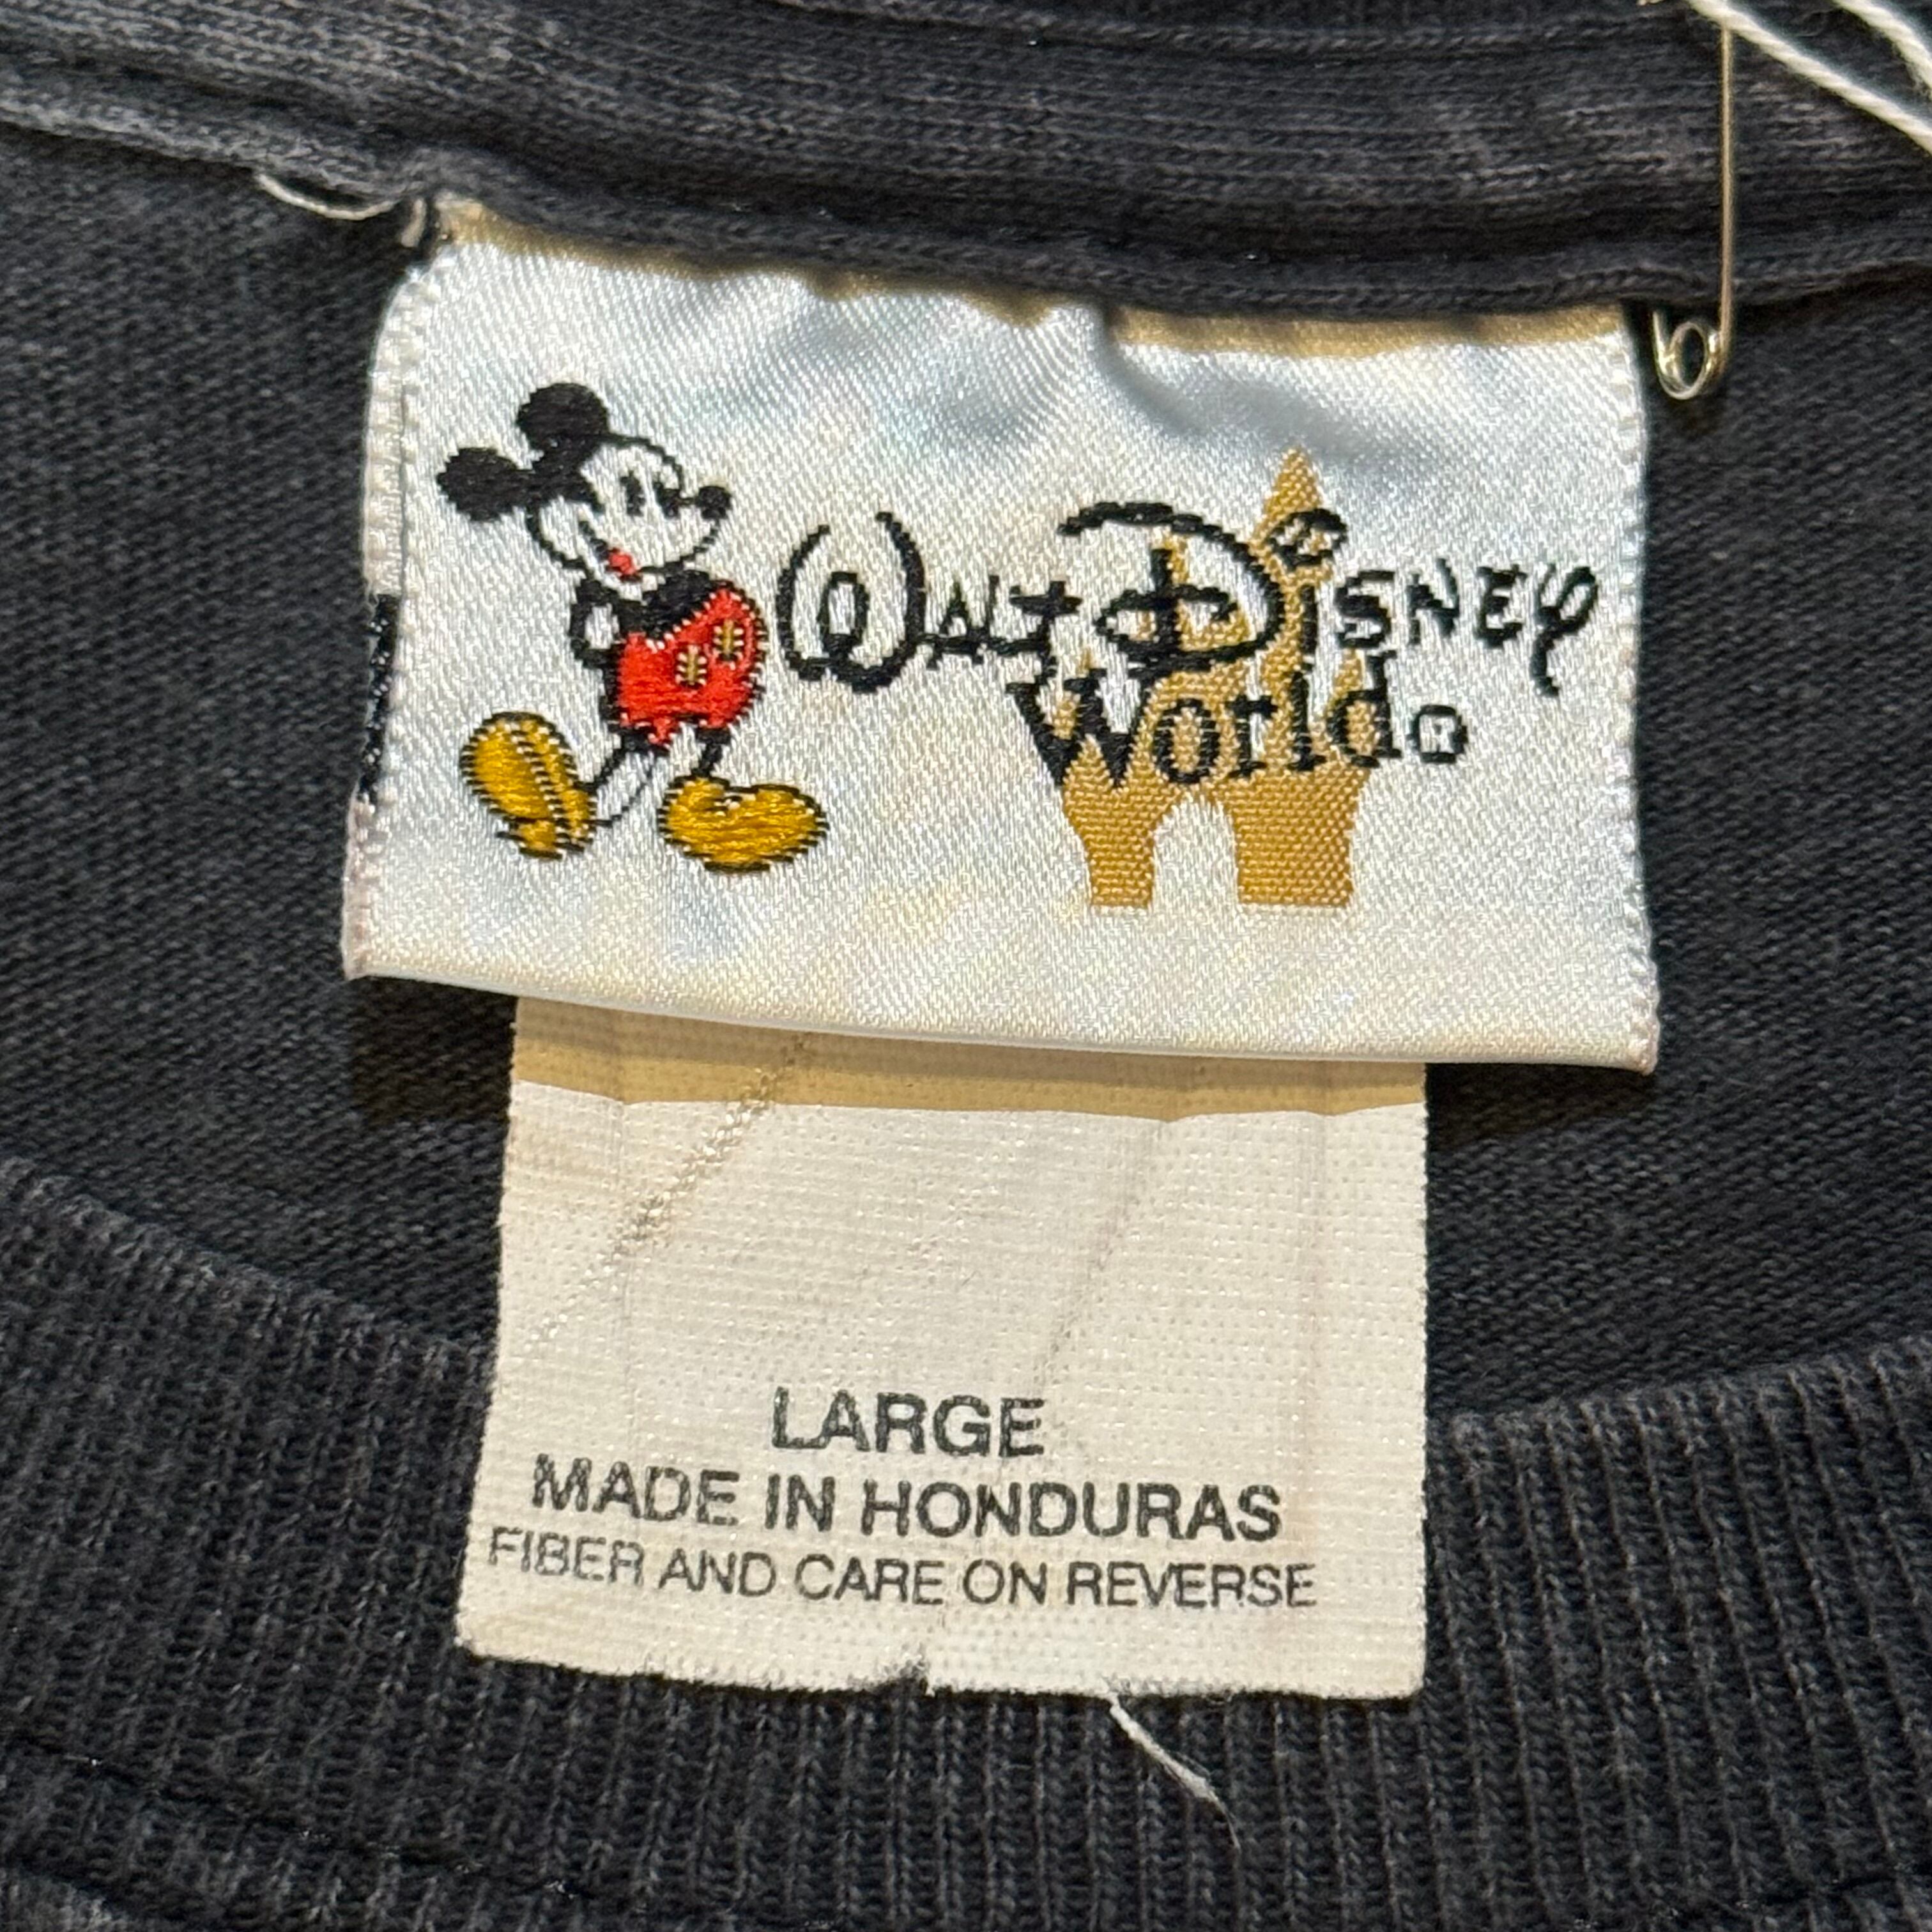 Walt Disney
World®
LARGE
MADE IN HONDURAS
FIBER AND CARE ON REVERSE